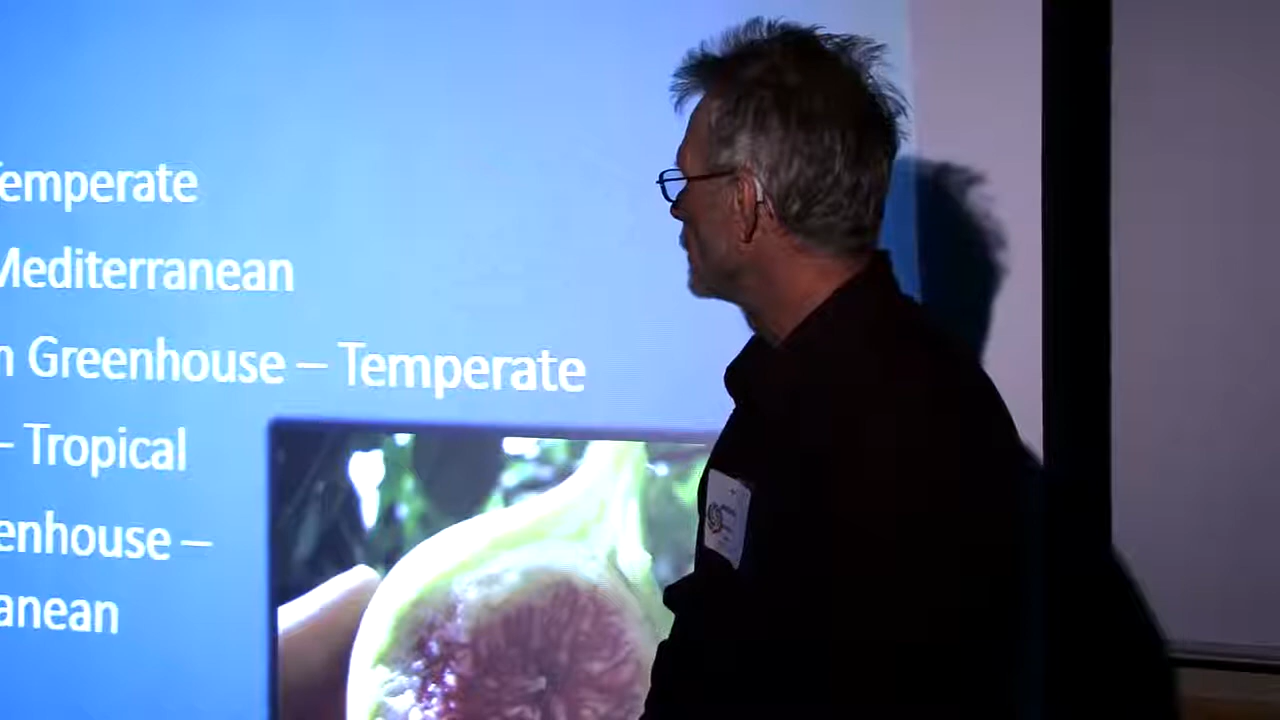 Temperate
Mediterranean
n Greenhouse – Temperate
– Tropical
enhouse –
anean